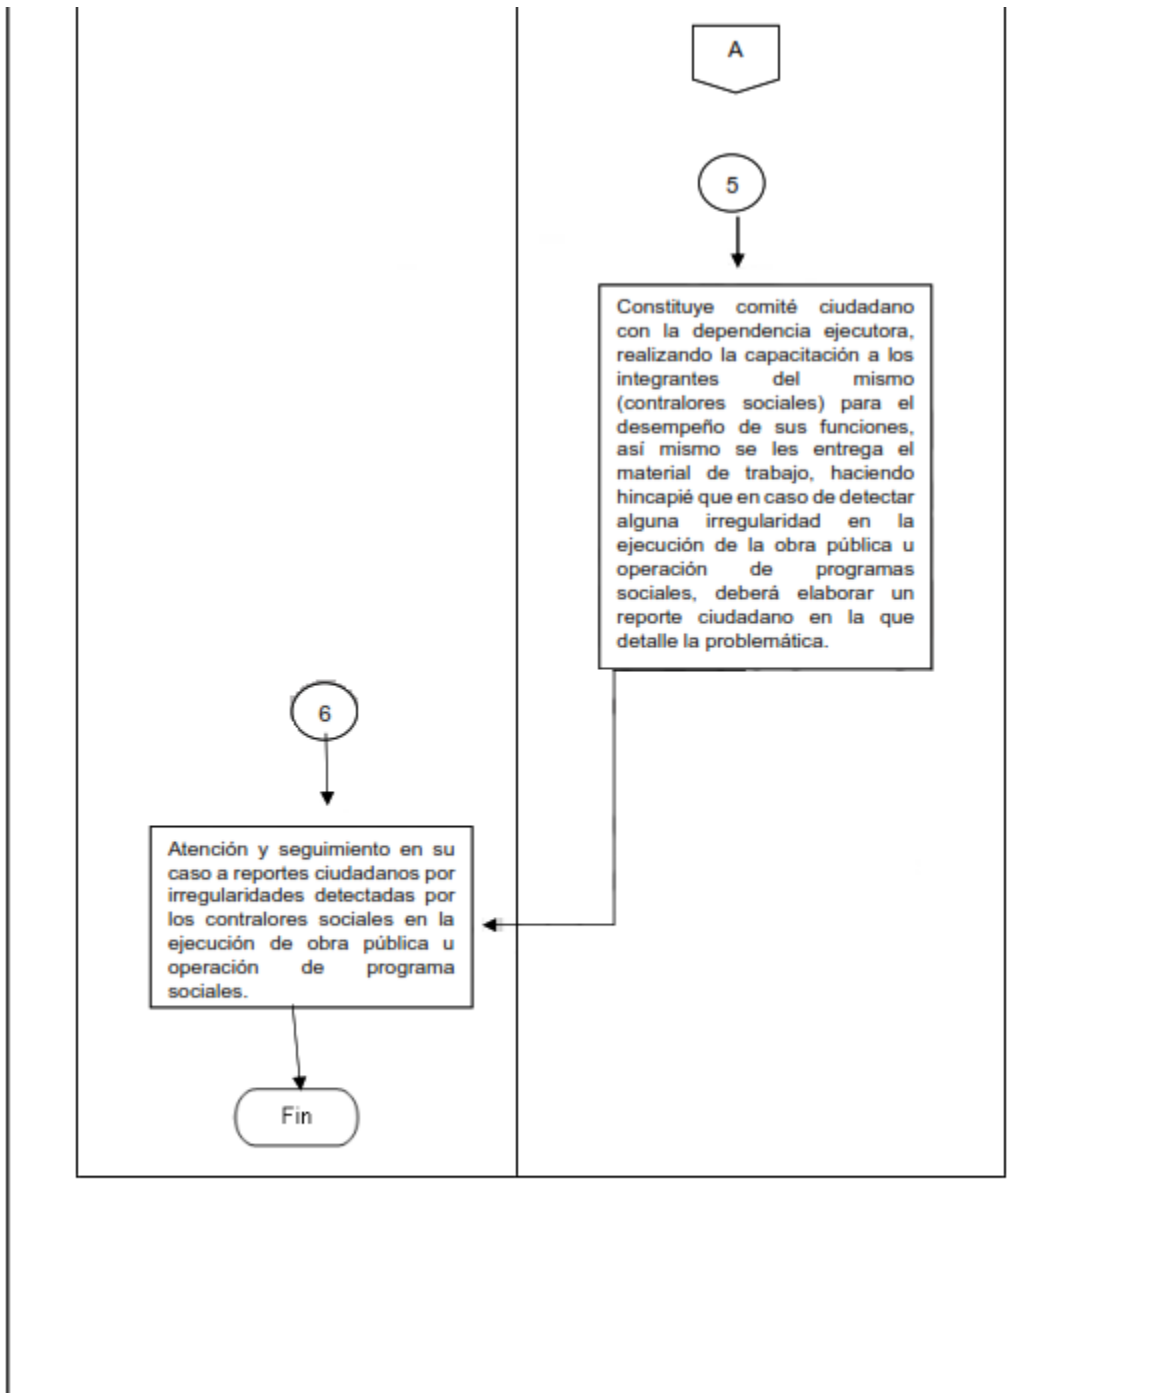 A
5
Constituye comité ciudadano
con la dependencia ejecutora,
realizando la capacitación a los
integrantes del mismo
(contralores sociales) para el
desempeño de sus funciones,
así mismo se les entrega el
material de trabajo, haciendo
hincapié que en caso de detectar
alguna irregularidad en la
ejecución de la obra pública u
operación de programas
sociales, deberá elaborar un
reporte ciudadano en la que
detalle la problemática.
6
Atención y seguimiento en su
caso a reportes ciudadanos por
irregularidades detectadas por
los contralores sociales en la
ejecución de obra pública u
operación de programa
sociales.
Fin